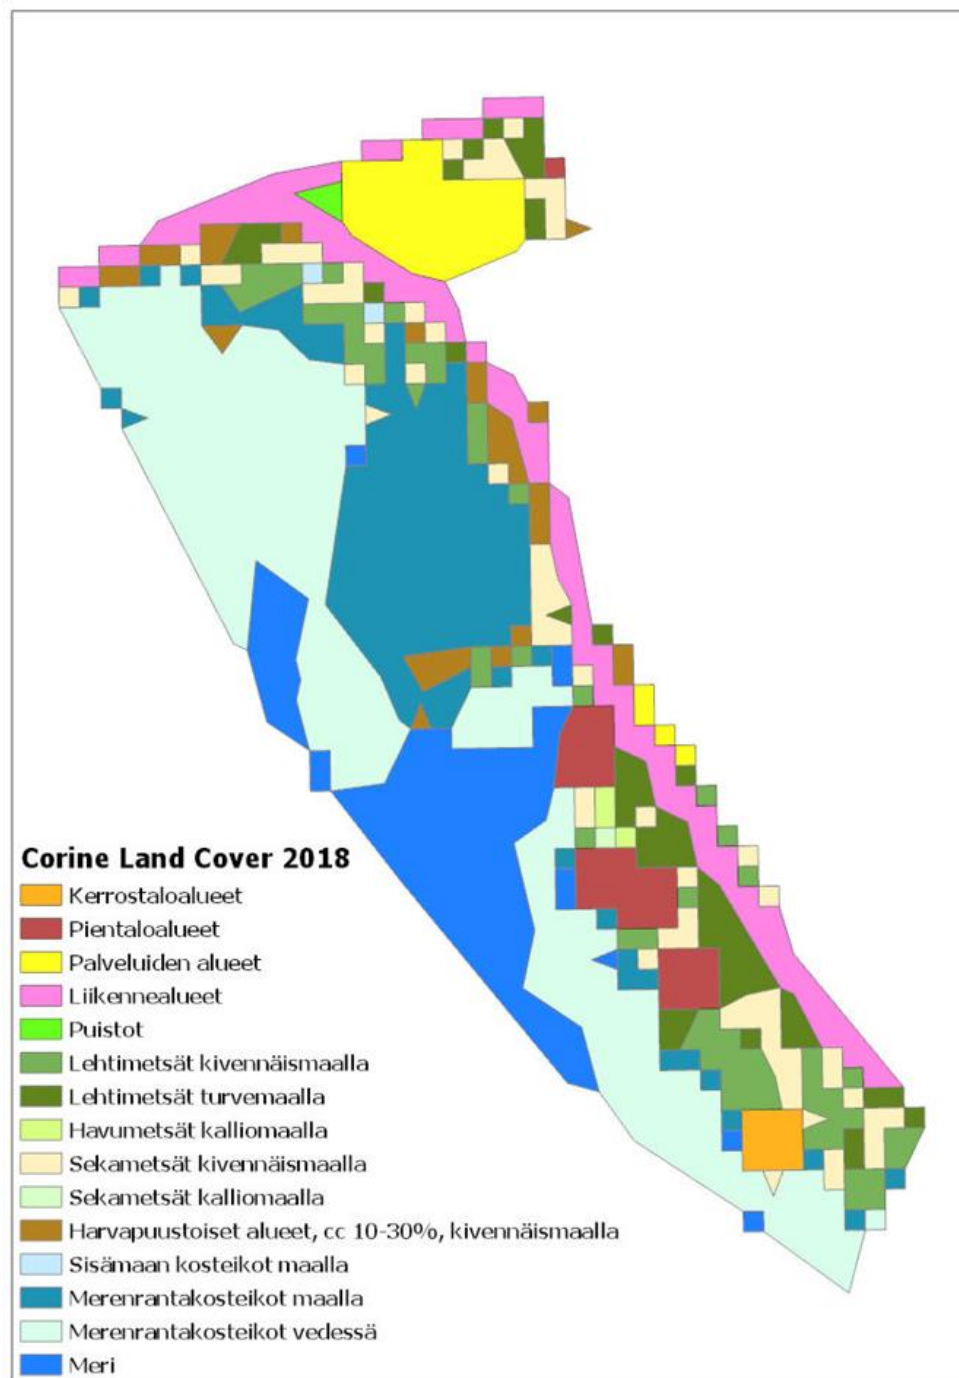 Corine Land Cover 2018
Kerrostaloalueet
Pientaloalueet
Palveluiden alueet
Liikennealueet
Puistot
Lehtimetsät kivennäismaalla
Lehtimetsät turvemaalla
Havumetsät kalliomaalla
Sekametsät kivennäismaalla
Sekametsät kalliomaalla
Harvapuustoiset alueet, cc 10-30%, kivennäismaalla
Sisämaan kosteikot maalla
Merenrantakosteikot maalla
Merenrantakosteikot vedessä
Meri